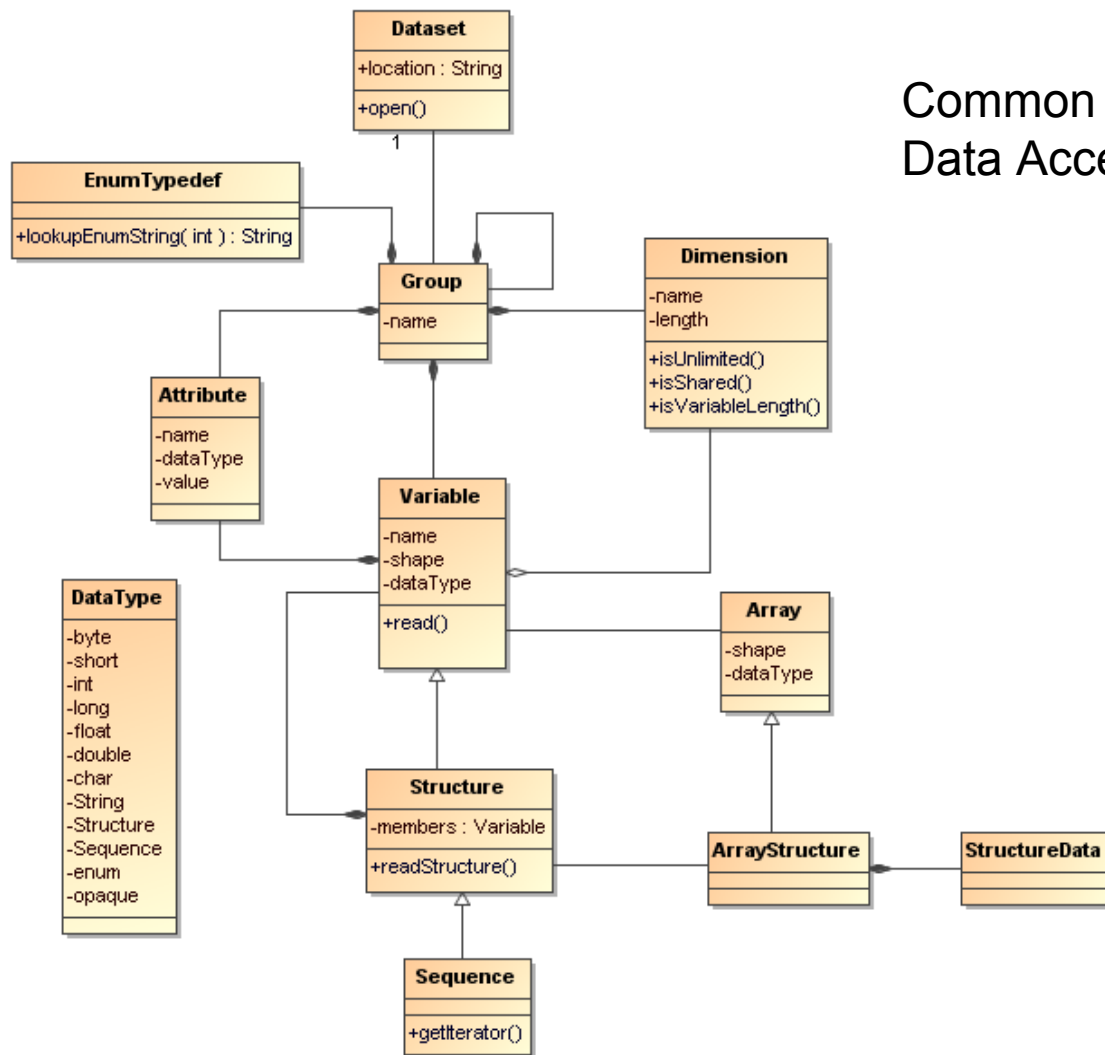 Dataset
+location : String
+open()
1
Common
Data Acce
EnumTypedef
+lookupEnumString( int ) : String
Group
-name
Dimension
-name
-length
+isUnlimited()
+isShared()
+isVariableLength()
Attribute
-name
-dataType
-value
Variable
-name
-shape
-dataType
+read()
DataType
-byte
-short
-int
-long
-float
-double
-char
-String
-Structure
-Sequence
-enum
-opaque
Array
-shape
-dataType
Structure
-members : Variable
+readStructure()
ArrayStructure
StructureData
Sequence
+getIterator()